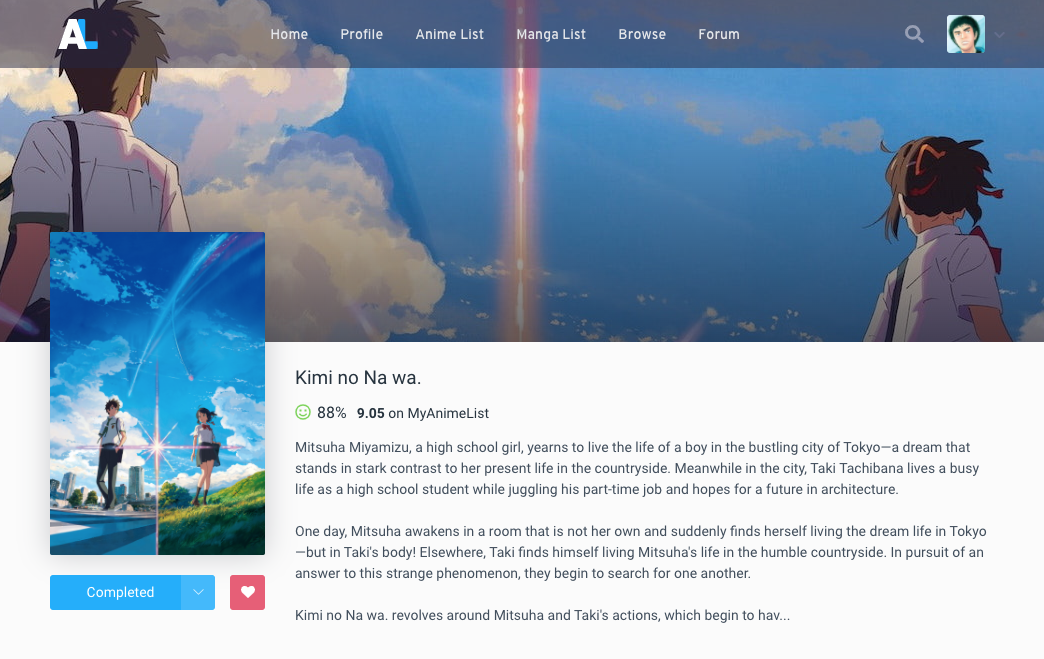 AL
Home Profile Anime List Manga List Browse Forum
Kimi no Na wa.
88% 9.05 on MyAnimeList
Mitsuha Miyamizu, a high school girl, yearns to live the life of a boy in the bustling city of Tokyo—a dream that
stands in stark contrast to her present life in the countryside. Meanwhile in the city, Taki Tachibana lives a busy
life as a high school student while juggling his part-time job and hopes for a future in architecture.
One day, Mitsuha awakens in a room that is not her own and suddenly finds herself living the dream life in Tokyo
—but in Taki's body! Elsewhere, Taki finds himself living Mitsuha's life in the humble countryside. In pursuit of an
answer to this strange phenomenon, they begin to search for one another.
Kimi no Na wa. revolves around Mitsuha and Taki's actions, which begin to hav...
Completed